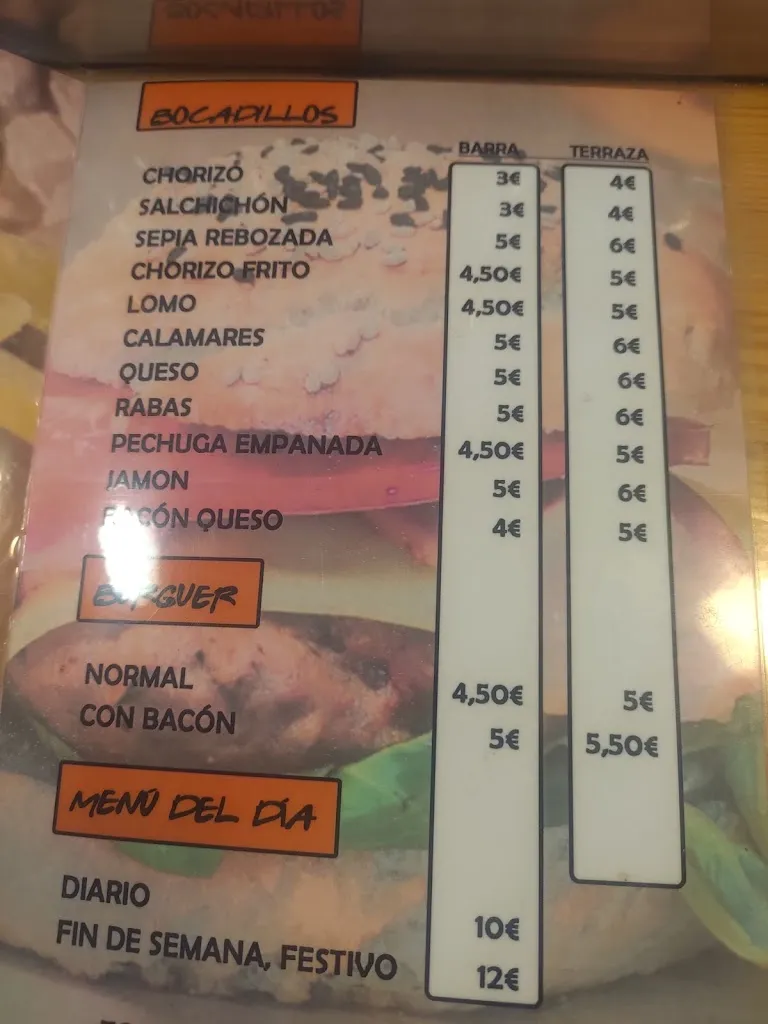 BOCADILLOS
BARRA TERRAZA
CHORIZO 3€ 4€
SALCHICHÓN 3€ 4€
SEPIA REBOZADA 5€ 6€
CHORIZO FRITO 4,50€ 5€
LOMO 4,50€ 5€
CALAMARES 5€ 6€
QUESO 5€ 6€
RABAS 5€ 6€
PECHUGA EMPANADA 4,50€ 5€
JAMON 5€ 6€
BACÓN QUESO 4€ 5€
BURGUER
NORMAL 4,50€ 5€
CON BACÓN 5€ 5,50€
MENÚ DEL DÍA
DIARIO 10€
FIN DE SEMANA, FESTIVO 12€